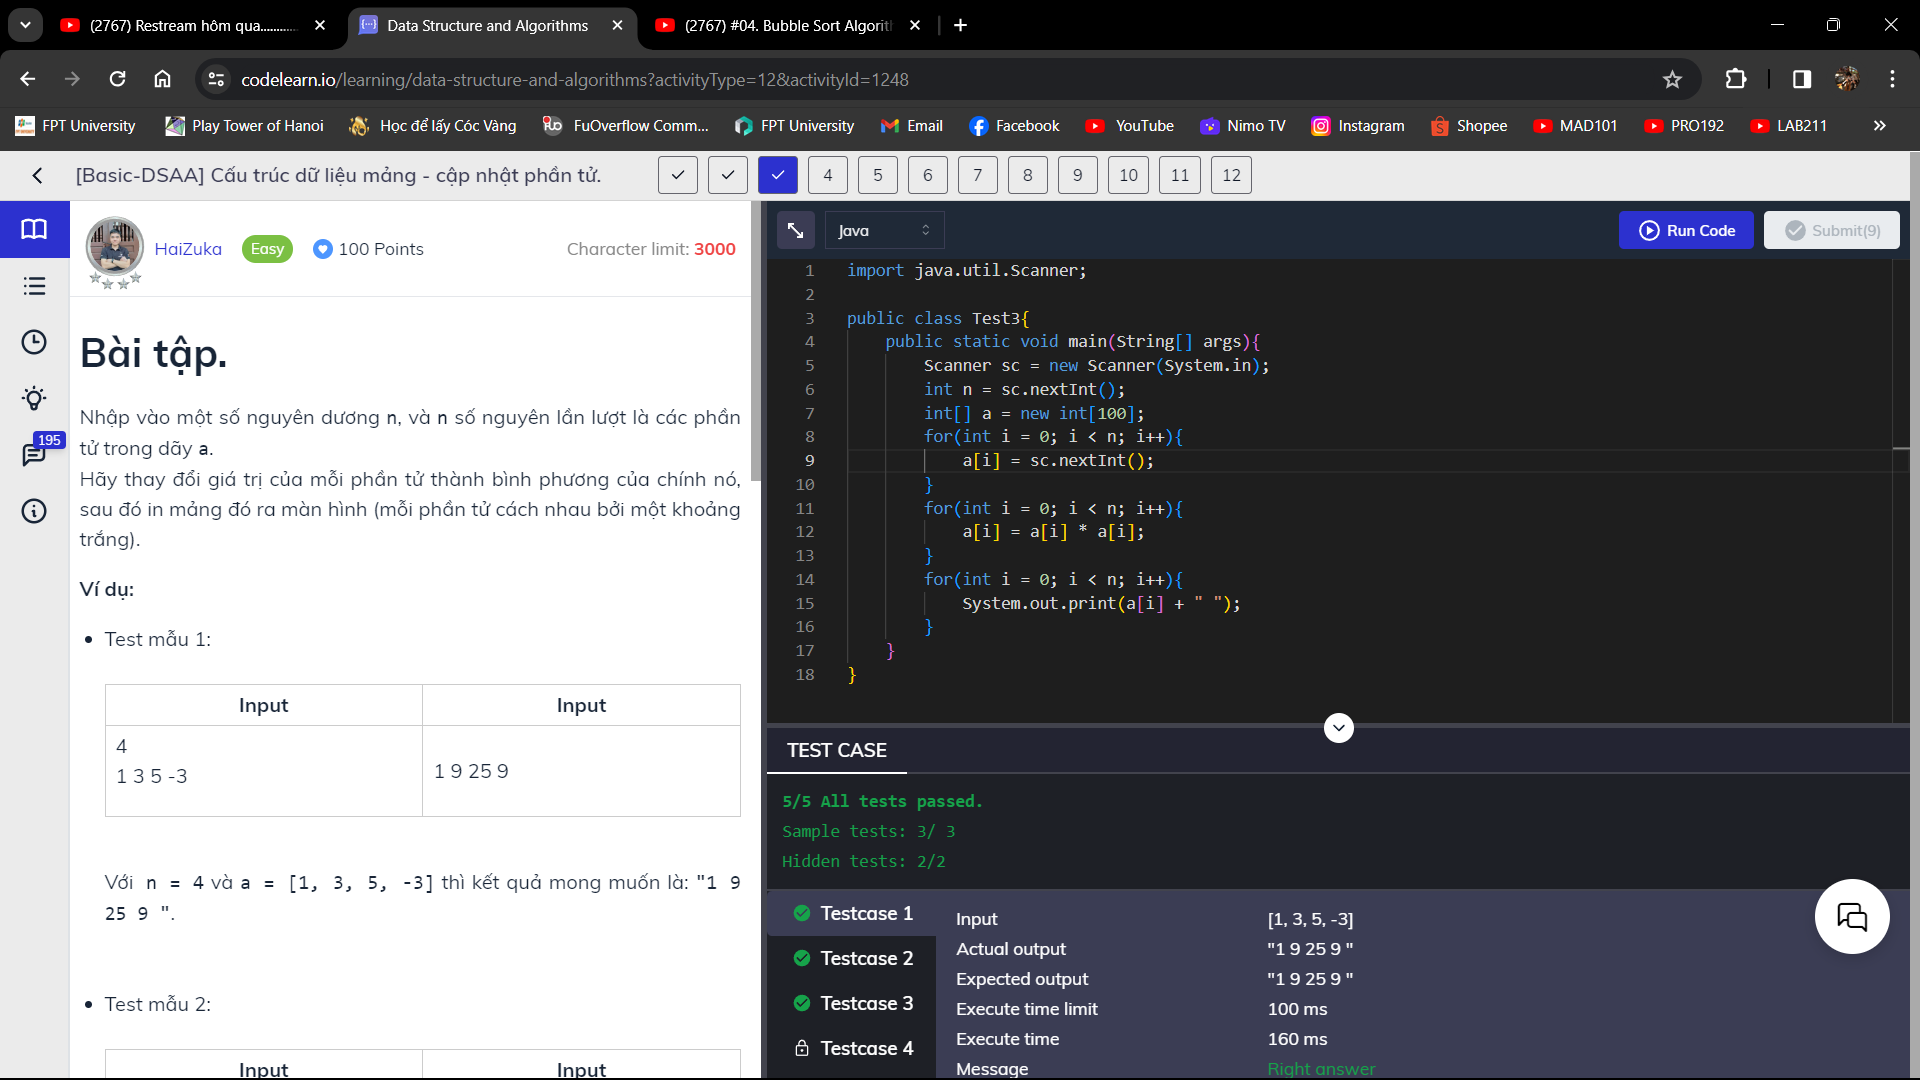 (2767) Restream hôm qua...........
Data Structure and Algorithms
(2767) #04. Bubble Sort Algorit
codelearn.io/learning/data-structure-and-algorithms?activityType=12&activityId=1248
FPT University
Play Tower of Hanoi
Học để lấy Cóc Vàng
FuOverflow Comm...
FPT University
Email
Facebook
YouTube
Nimo TV
Instagram
Shopee
MAD101
PRO192
LAB211
[Basic-DSAA] Cấu trúc dữ liệu mảng - cập nhật phần tử.
4 5 6 7 8 9 10 11 12
HaiZuka
Easy
100 Points
Character limit: 3000
195
Bài tập.
Nhập vào một số nguyên dương n, và n số nguyên lần lượt là các phần
tử trong dãy a.
Hãy thay đổi giá trị của mỗi phần tử thành bình phương của chính nó,
sau đó in mảng đó ra màn hình (mỗi phần tử cách nhau bởi một khoảng
trắng).
Ví dụ:
• Test mẫu 1:
Input Input
4
1 3 5 -3
1 9 25 9
Với n = 4 và a = [1, 3, 5, -3] thì kết quả mong muốn là: "1 9
25 9 ".
• Test mẫu 2:
Input Input
Java
Run Code
Submit(9)
1 import java.util.Scanner;
2
3 public class Test3{
4 public static void main(String[] args){
5 Scanner sc = new Scanner(System.in);
6 int n = sc.nextInt();
7 int[] a = new int[100];
8 for(int i = 0; i < n; i++){
9 a[i] = sc.nextInt();
10 }
11 for(int i = 0; i < n; i++){
12 a[i] = a[i] * a[i];
13 }
14 for(int i = 0; i < n; i++){
15 System.out.print(a[i] + " ");
16 }
17 }
18 }
TEST CASE
5/5 All tests passed.
Sample tests: 3/ 3
Hidden tests: 2/2
Testcase 1
Testcase 2
Testcase 3
Testcase 4
Input [1, 3, 5, -3]
Actual output "1 9 25 9 "
Expected output "1 9 25 9 "
Execute time limit 100 ms
Execute time 160 ms
Message Right answer